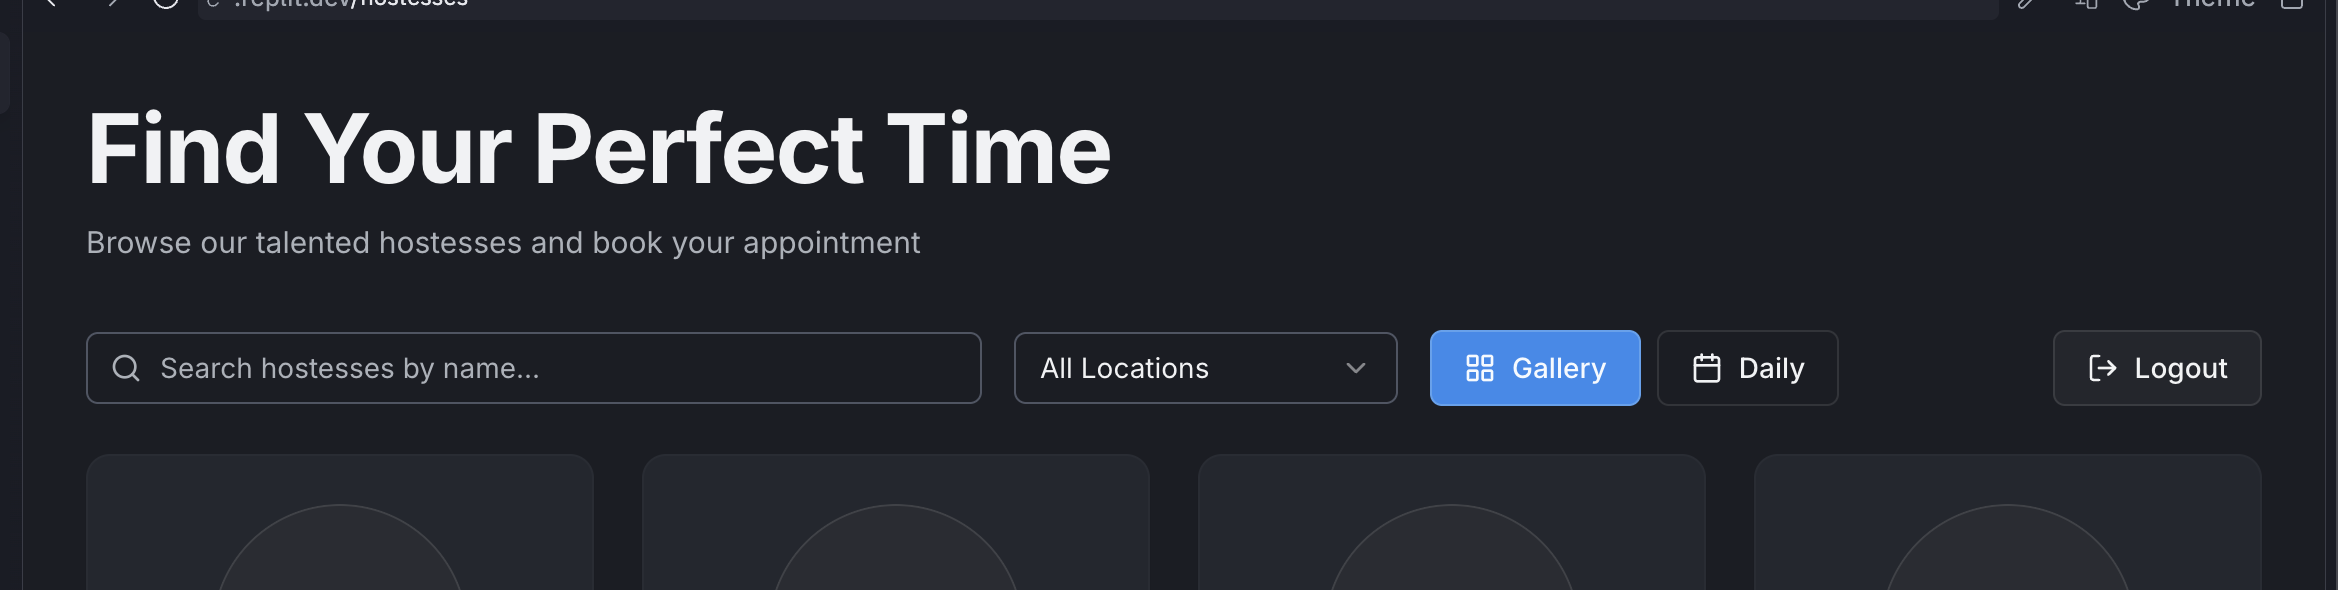 .replit.dev/hostesses
Theme
Find Your Perfect Time
Browse our talented hostesses and book your appointment
Search hostesses by name...
All Locations
Gallery
Daily
Logout